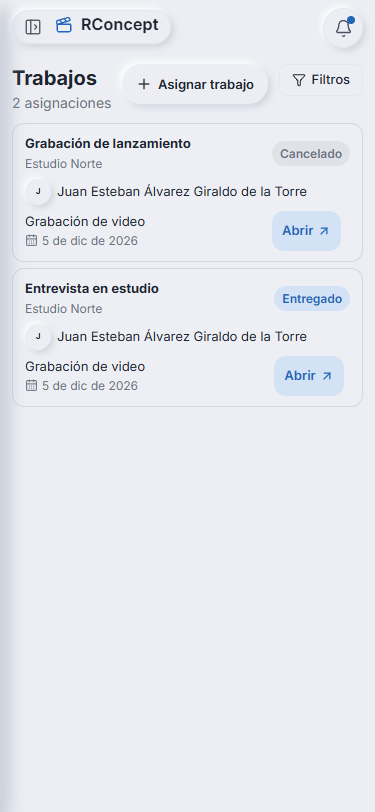 RConcept
Trabajos
2 asignaciones
Asignar trabajo
Filtros
Grabación de lanzamiento
Estudio Norte
Cancelado
J Juan Esteban Álvarez Giraldo de la Torre
Grabación de video
5 de dic de 2026
Abrir
Entrevista en estudio
Estudio Norte
Entregado
J Juan Esteban Álvarez Giraldo de la Torre
Grabación de video
5 de dic de 2026
Abrir